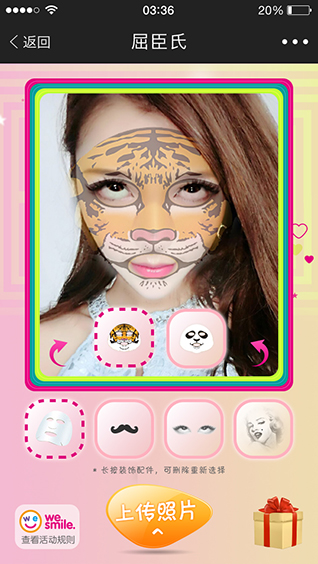 03:36
20%
返回
屈臣氏
* 长按装饰配件，可删除重新选择
we
we
smile.
查看活动规则
上传照片